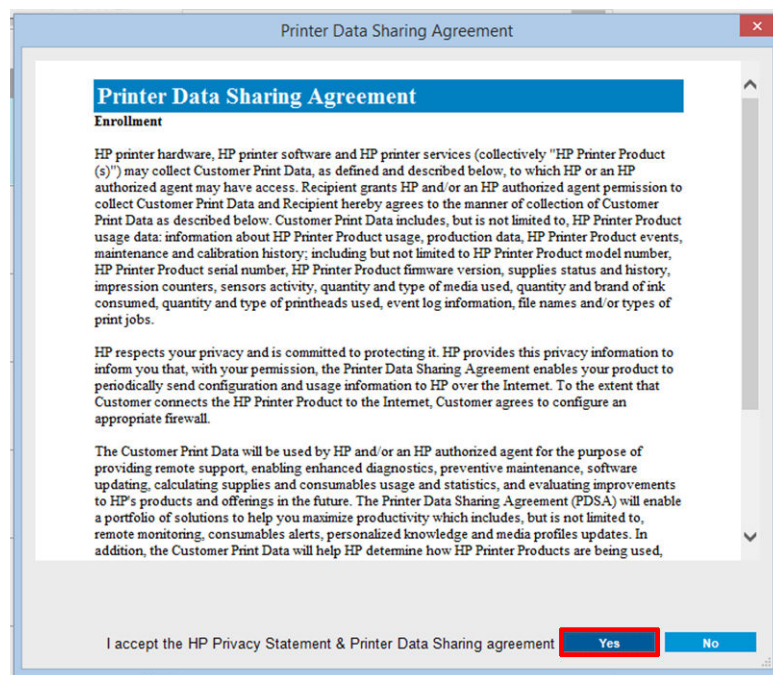 Printer Data Sharing Agreement
Printer Data Sharing Agreement
Enrollment
HP printer hardware, HP printer software and HP printer services (collectively "HP Printer Product
(s)") may collect Customer Print Data, as defined and described below, to which HP or an HP
authorized agent may have access. Recipient grants HP and/or an HP authorized agent permission to
collect Customer Print Data and Recipient hereby agrees to the manner of collection of Customer
Print Data as described below. Customer Print Data includes, but is not limited to, HP Printer Product
usage data: information about HP Printer Product usage, production data, HP Printer Product events,
maintenance and calibration history; including but not limited to HP Printer Product model number,
HP Printer Product serial number, HP Printer Product firmware version, supplies status and history,
impression counters, sensors activity, quantity and type of media used, quantity and brand of ink
consumed, quantity and type of printheads used, event log information, file names and/or types of
print jobs.
HP respects your privacy and is committed to protecting it. HP provides this privacy information to
inform you that, with your permission, the Printer Data Sharing Agreement enables your product to
periodically send configuration and usage information to HP over the Internet. To the extent that
Customer connects the HP Printer Product to the Internet, Customer agrees to configure an
appropriate firewall.
The Customer Print Data will be used by HP and/or an HP authorized agent for the purpose of
providing remote support, enabling enhanced diagnostics, preventive maintenance, software
updating, calculating supplies and consumables usage and statistics, and evaluating improvements
to HP's products and offerings in the future. The Printer Data Sharing Agreement (PDSA) will enable
a portfolio of solutions to help you maximize productivity which includes, but is not limited to,
remote monitoring, consumables alerts, personalized knowledge and media profiles updates. In
addition, the Customer Print Data will help HP determine how HP Printer Products are being used,
I accept the HP Privacy Statement & Printer Data Sharing agreement Yes No